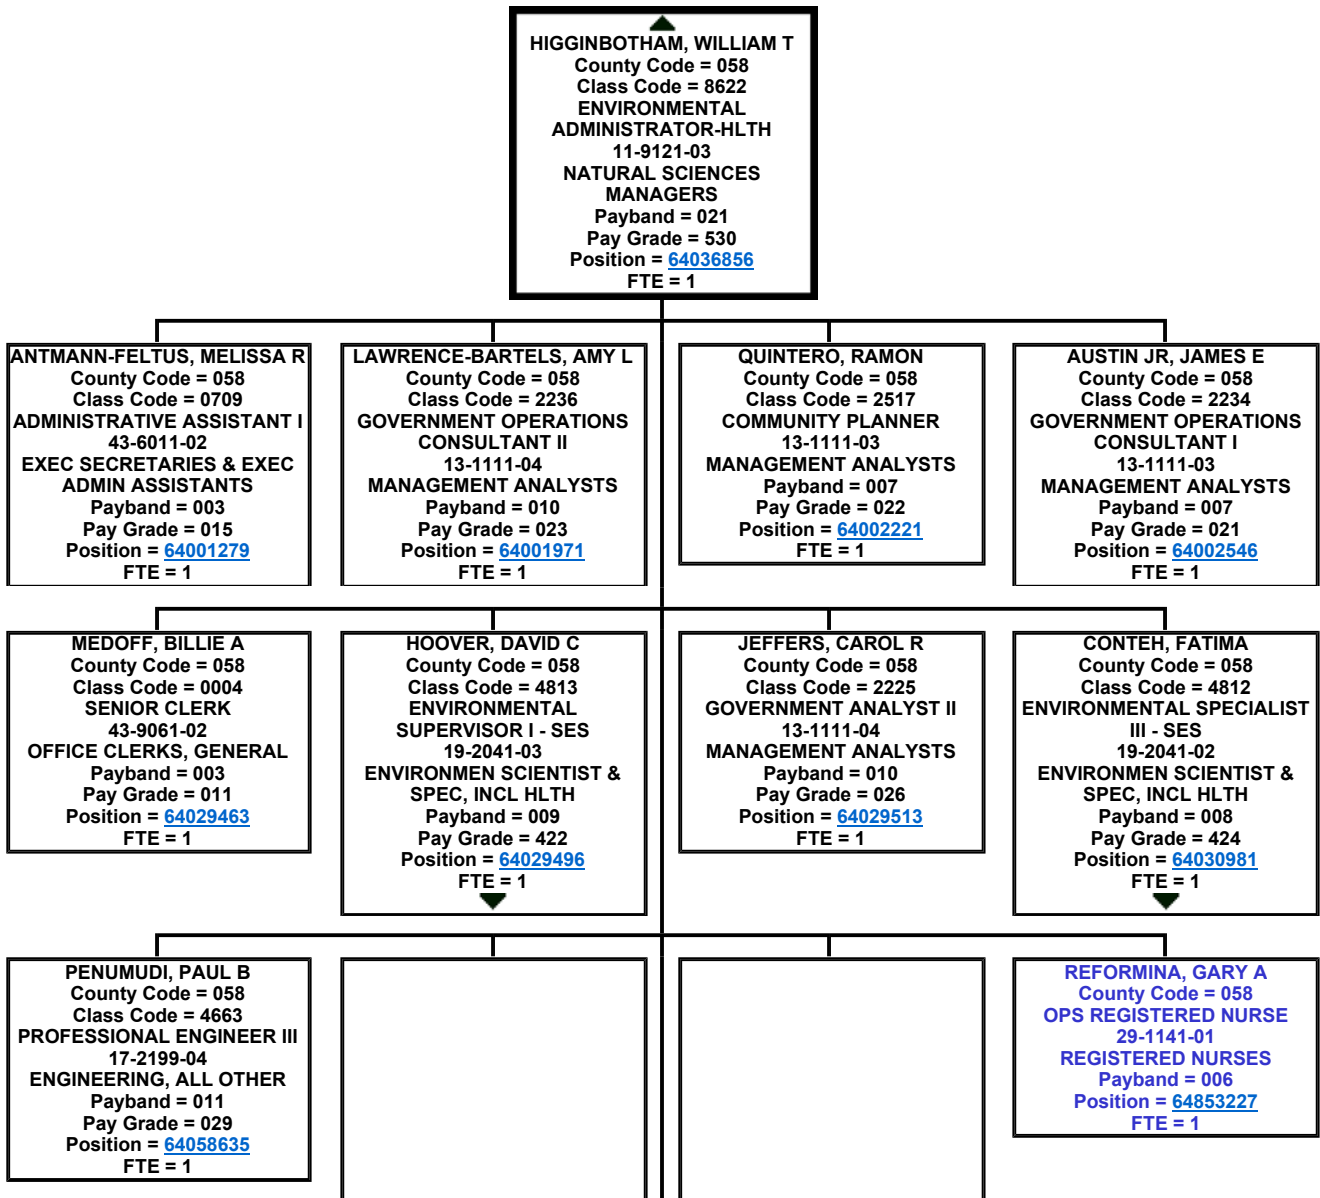 HIGGINBOTHAM, WILLIAM T
County Code = 058
Class Code = 8622
ENVIRONMENTAL
ADMINISTRATOR-HLTH
11-9121-03
NATURAL SCIENCES
MANAGERS
Payband = 021
Pay Grade = 530
Position = 64036856
FTE = 1
ANTMANN-FELTUS, MELISSA R
County Code = 058
Class Code = 0709
ADMINISTRATIVE ASSISTANT I
43-6011-02
EXEC SECRETARIES & EXEC
ADMIN ASSISTANTS
Payband = 003
Pay Grade = 015
Position = 64001279
FTE = 1
LAWRENCE-BARTELS, AMY L
County Code = 058
Class Code = 2236
GOVERNMENT OPERATIONS
CONSULTANT II
13-1111-04
MANAGEMENT ANALYSTS
Payband = 010
Pay Grade = 023
Position = 64001971
FTE = 1
QUINTERO, RAMON
County Code = 058
Class Code = 2517
COMMUNITY PLANNER
13-1111-03
MANAGEMENT ANALYSTS
Payband = 007
Pay Grade = 022
Position = 64002221
FTE = 1
AUSTIN JR, JAMES E
County Code = 058
Class Code = 2234
GOVERNMENT OPERATIONS
CONSULTANT I
13-1111-03
MANAGEMENT ANALYSTS
Payband = 007
Pay Grade = 021
Position = 64002546
FTE = 1
MEDOFF, BILLIE A
County Code = 058
Class Code = 0004
SENIOR CLERK
43-9061-02
OFFICE CLERKS, GENERAL
Payband = 003
Pay Grade = 011
Position = 64029463
FTE = 1
HOOVER, DAVID C
County Code = 058
Class Code = 4813
ENVIRONMENTAL
SUPERVISOR I - SES
19-2041-03
ENVIRONMEN SCIENTIST &
SPEC, INCL HLTH
Payband = 009
Pay Grade = 422
Position = 64029496
FTE = 1
JEFFERS, CAROL R
County Code = 058
Class Code = 2225
GOVERNMENT ANALYST II
13-1111-04
MANAGEMENT ANALYSTS
Payband = 010
Pay Grade = 026
Position = 64029513
FTE = 1
CONTEH, FATIMA
County Code = 058
Class Code = 4812
ENVIRONMENTAL SPECIALIST
III - SES
19-2041-02
ENVIRONMEN SCIENTIST &
SPEC, INCL HLTH
Payband = 008
Pay Grade = 424
Position = 64030981
FTE = 1
PENUMUDI, PAUL B
County Code = 058
Class Code = 4663
PROFESSIONAL ENGINEER III
17-2199-04
ENGINEERING, ALL OTHER
Payband = 011
Pay Grade = 029
Position = 64058635
FTE = 1
REFORMINA, GARY A
County Code = 058
OPS REGISTERED NURSE
29-1141-01
REGISTERED NURSES
Payband = 006
Position = 64853227
FTE = 1